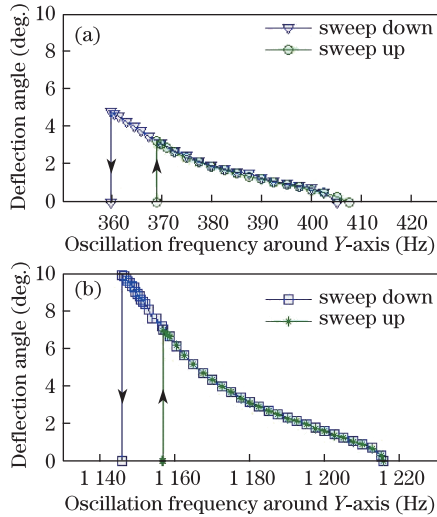 (a)
sweep down
sweep up
Deflection angle (deg.)
10
8
6
4
2
0
360 370 380 390 400 410 420
Oscillation frequency around Y-axis (Hz)
(b)
sweep down
sweep up
Deflection angle (deg.)
10
8
6
4
2
0
1 140 1 160 1 180 1 200 1 220
Oscillation frequency around Y-axis (Hz)